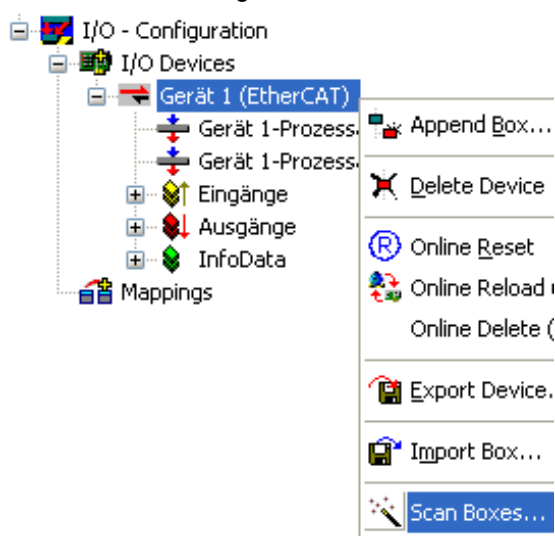 I/O - Configuration
I/O Devices
Gerät 1 (EtherCAT)
Gerät 1-Prozess
Append Box...
Gerät 1-Prozess
Eingänge
Delete Device
Ausgänge
InfoData
Online Reset
Mappings
Online Reload
Online Delete (
Export Device.
Import Box...
Scan Boxes...